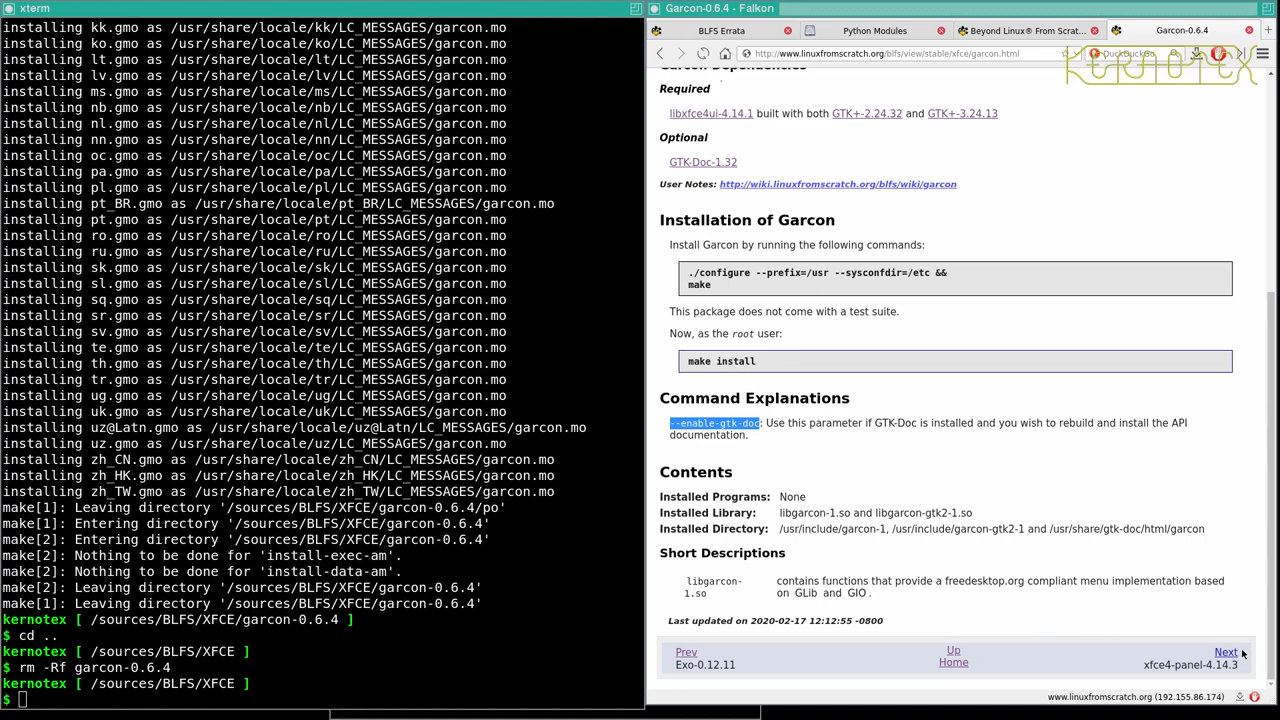 xterm
installing kk.gmo as /usr/share/locale/kk/LC_MESSAGES/garcon.mo
installing ko.gmo as /usr/share/locale/ko/LC_MESSAGES/garcon.mo
installing lt.gmo as /usr/share/locale/lt/LC_MESSAGES/garcon.mo
installing lv.gmo as /usr/share/locale/lv/LC_MESSAGES/garcon.mo
installing ms.gmo as /usr/share/locale/ms/LC_MESSAGES/garcon.mo
installing nb.gmo as /usr/share/locale/nb/LC_MESSAGES/garcon.mo
installing nl.gmo as /usr/share/locale/nl/LC_MESSAGES/garcon.mo
installing nn.gmo as /usr/share/locale/nn/LC_MESSAGES/garcon.mo
installing oc.gmo as /usr/share/locale/oc/LC_MESSAGES/garcon.mo
installing pa.gmo as /usr/share/locale/pa/LC_MESSAGES/garcon.mo
installing pl.gmo as /usr/share/locale/pl/LC_MESSAGES/garcon.mo
installing pt_BR.gmo as /usr/share/locale/pt_BR/LC_MESSAGES/garcon.mo
installing pt.gmo as /usr/share/locale/pt/LC_MESSAGES/garcon.mo
installing ro.gmo as /usr/share/locale/ro/LC_MESSAGES/garcon.mo
installing ru.gmo as /usr/share/locale/ru/LC_MESSAGES/garcon.mo
installing sk.gmo as /usr/share/locale/sk/LC_MESSAGES/garcon.mo
installing sl.gmo as /usr/share/locale/sl/LC_MESSAGES/garcon.mo
installing sq.gmo as /usr/share/locale/sq/LC_MESSAGES/garcon.mo
installing sr.gmo as /usr/share/locale/sr/LC_MESSAGES/garcon.mo
installing sv.gmo as /usr/share/locale/sv/LC_MESSAGES/garcon.mo
installing te.gmo as /usr/share/locale/te/LC_MESSAGES/garcon.mo
installing th.gmo as /usr/share/locale/th/LC_MESSAGES/garcon.mo
installing tr.gmo as /usr/share/locale/tr/LC_MESSAGES/garcon.mo
installing ug.gmo as /usr/share/locale/ug/LC_MESSAGES/garcon.mo
installing uk.gmo as /usr/share/locale/uk/LC_MESSAGES/garcon.mo
installing uz@Latn.gmo as /usr/share/locale/uz@Latn/LC_MESSAGES/garcon.mo
installing uz.gmo as /usr/share/locale/uz/LC_MESSAGES/garcon.mo
installing zh_CN.gmo as /usr/share/locale/zh_CN/LC_MESSAGES/garcon.mo
installing zh_HK.gmo as /usr/share/locale/zh_HK/LC_MESSAGES/garcon.mo
installing zh_TW.gmo as /usr/share/locale/zh_TW/LC_MESSAGES/garcon.mo
make[1]: Leaving directory '/sources/BLFS/XFCE/garcon-0.6.4/po'
make[1]: Entering directory '/sources/BLFS/XFCE/garcon-0.6.4'
make[2]: Entering directory '/sources/BLFS/XFCE/garcon-0.6.4'
make[2]: Nothing to be done for 'install-exec-am'.
make[2]: Nothing to be done for 'install-data-am'.
make[2]: Leaving directory '/sources/BLFS/XFCE/garcon-0.6.4'
make[1]: Leaving directory '/sources/BLFS/XFCE/garcon-0.6.4'
kernotex [ /sources/BLFS/XFCE/garcon-0.6.4 ]
$ cd ..
kernotex [ /sources/BLFS/XFCE ]
$ rm -Rf garcon-0.6.4
kernotex [ /sources/BLFS/XFCE ]
$
Garcon-0.6.4 - Falkon
BLFS Errata
Python Modules
Beyond Linux® From Scrat...
Garcon-0.6.4
http://www.linuxfromscratch.org/blfs/view/stable/xfce/garcon.html
DuckDuckGo
KERNOTEX
Garcon Dependencies
Required
libxfce4ui-4.14.1 built with both GTK+-2.24.32 and GTK+-3.24.13
Optional
GTK-Doc-1.32
User Notes: http://wiki.linuxfromscratch.org/blfs/wiki/garcon
Installation of Garcon
Install Garcon by running the following commands:
./configure --prefix=/usr --sysconfdir=/etc &&
make
This package does not come with a test suite.
Now, as the root user:
make install
Command Explanations
--enable-gtk-doc: Use this parameter if GTK-Doc is installed and you wish to rebuild and install the API
documentation.
Contents
Installed Programs: None
Installed Library: libgarcon-1.so and libgarcon-gtk2-1.so
Installed Directory: /usr/include/garcon-1, /usr/include/garcon-gtk2-1 and /usr/share/gtk-doc/html/garcon
Short Descriptions
libgarcon-
1.so
contains functions that provide a freedesktop.org compliant menu implementation based
on GLib and GIO.
Last updated on 2020-02-17 12:12:55 -0800
Prev
Exo-0.12.11
Up
Home
Next
xfce4-panel-4.14.3
www.linuxfromscratch.org (192.155.86.174)